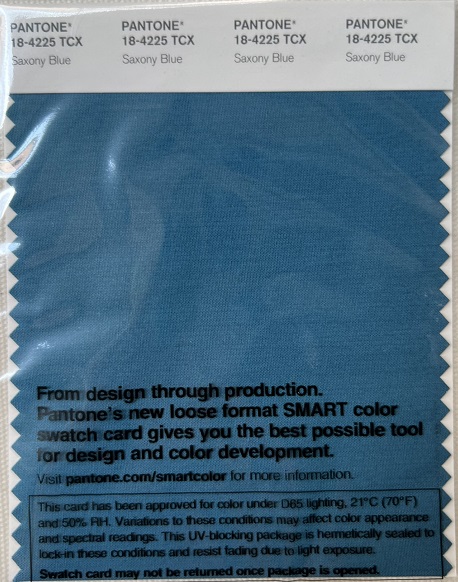 PANTONE® PANTONE® PANTONE® PANTONE®
18-4225 TCX 18-4225 TCX 18-4225 TCX 18-4225 TCX
Saxony Blue Saxony Blue Saxony Blue Saxony Blue
From design through production.
Pantone's new loose format SMART color
swatch card gives you the best possible tool
for design and color development.
Visit pantone.com/smartcolor for more information.
This card has been approved for color under D65 lighting, 21°C (70°F)
and 50% RH. Variations to these conditions may affect color appearance
and spectral readings. This UV-blocking package is hermetically sealed to
lock-in these conditions and resist fading due to light exposure.
Swatch card may not be returned once package is opened.